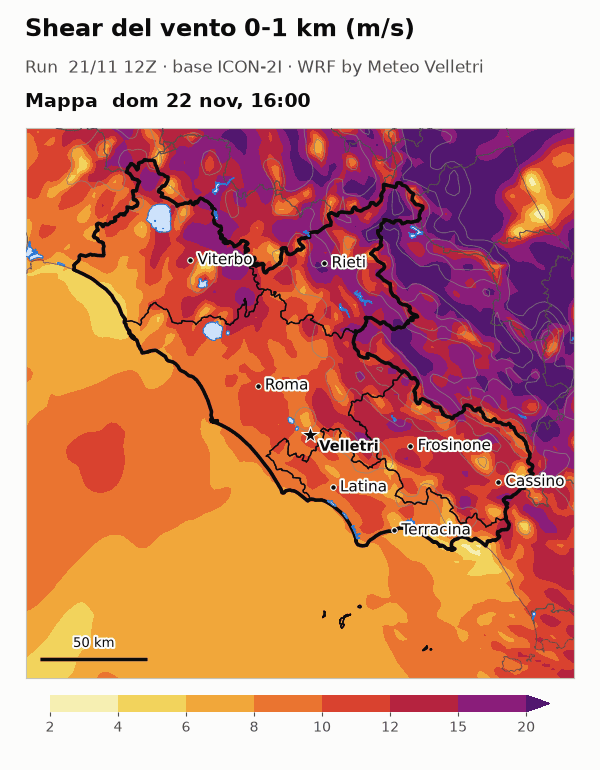 Shear del vento 0-1 km (m/s)
Run 21/11 12Z · base ICON-2I · WRF by Meteo Velletri
Mappa dom 22 nov, 16:00
Viterbo
Rieti
Roma
Velletri
Frosinone
Cassino
Latina
Terracina
50 km
2 4 6 8 10 12 15 20